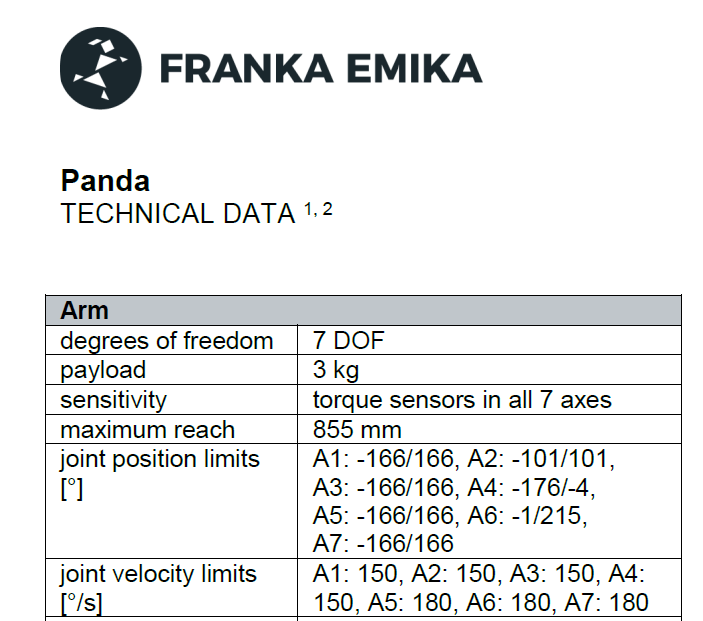 FRANKA EMIKA
Panda
TECHNICAL DATA 1, 2
Arm
degrees of freedom 7 DOF
payload 3 kg
sensitivity torque sensors in all 7 axes
maximum reach 855 mm
joint position limits A1: -166/166, A2: -101/101,
[°] A3: -166/166, A4: -176/-4,
A5: -166/166, A6: -1/215,
A7: -166/166
joint velocity limits A1: 150, A2: 150, A3: 150, A4:
[°/s] 150, A5: 180, A6: 180, A7: 180